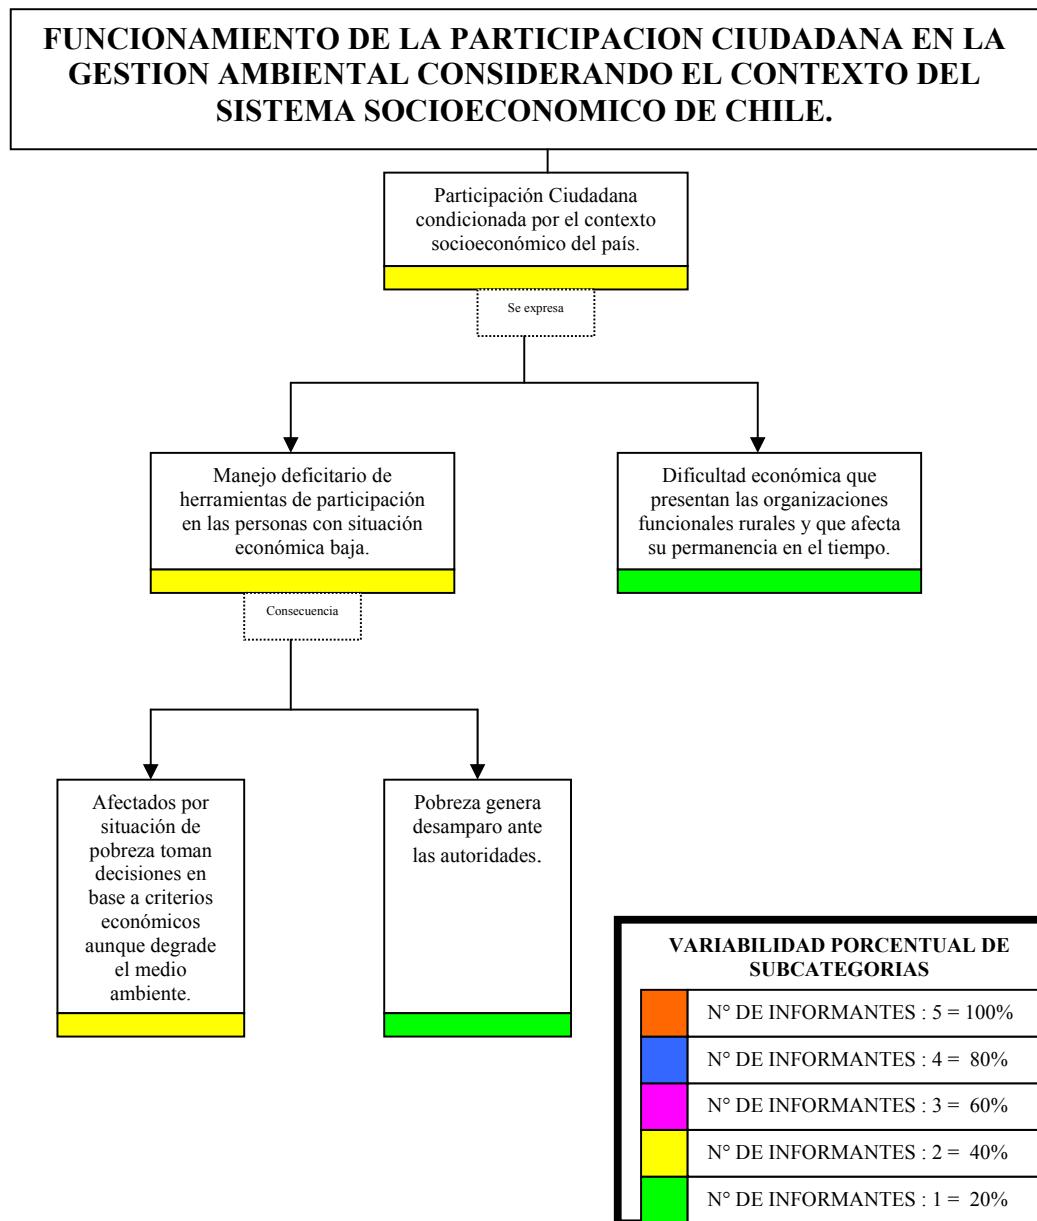 FUNCIONAMIENTO DE LA PARTICIPACION CIUDADANA EN LA
GESTION AMBIENTAL CONSIDERANDO EL CONTEXTO DEL
SISTEMA SOCIOECONOMICO DE CHILE.
Participación Ciudadana
condicionada por el contexto
socioeconómico del país.
Se expresa
Manejo deficitario de
herramientas de participación
en las personas con situación
económica baja.
Dificultad económica que
presentan las organizaciones
funcionales rurales y que afecta
su permanencia en el tiempo.
Consecuencia
Afectados por
situación de
pobreza toman
decisiones en
base a criterios
económicos
aunque degrade
el medio
ambiente.
Pobreza genera
desamparo ante
las autoridades.
VARIABILIDAD PORCENTUAL DE
SUBCATEGORIAS
N° DE INFORMANTES : 5 = 100%
N° DE INFORMANTES : 4 = 80%
N° DE INFORMANTES : 3 = 60%
N° DE INFORMANTES : 2 = 40%
N° DE INFORMANTES : 1 = 20%